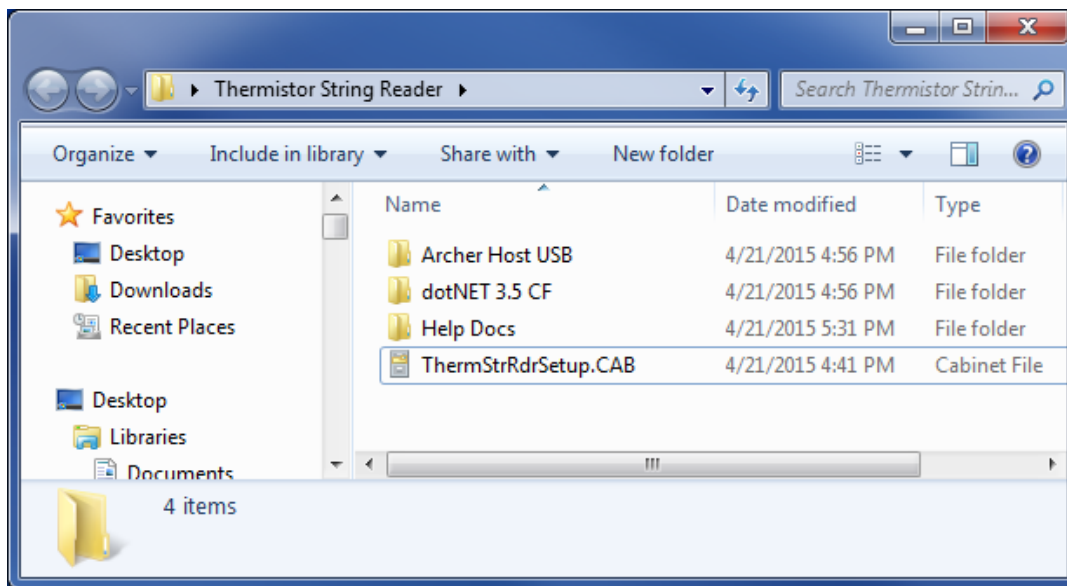 Thermistor String Reader
Search Thermistor Strin...
Organize Include in library Share with New folder
Favorites
Desktop
Downloads
Recent Places
Desktop
Libraries
Documents
Name Date modified Type
Archer Host USB 4/21/2015 4:56 PM File folder
dotNET 3.5 CF 4/21/2015 4:56 PM File folder
Help Docs 4/21/2015 5:31 PM File folder
ThermStrRdrSetup.CAB 4/21/2015 4:41 PM Cabinet File
4 items